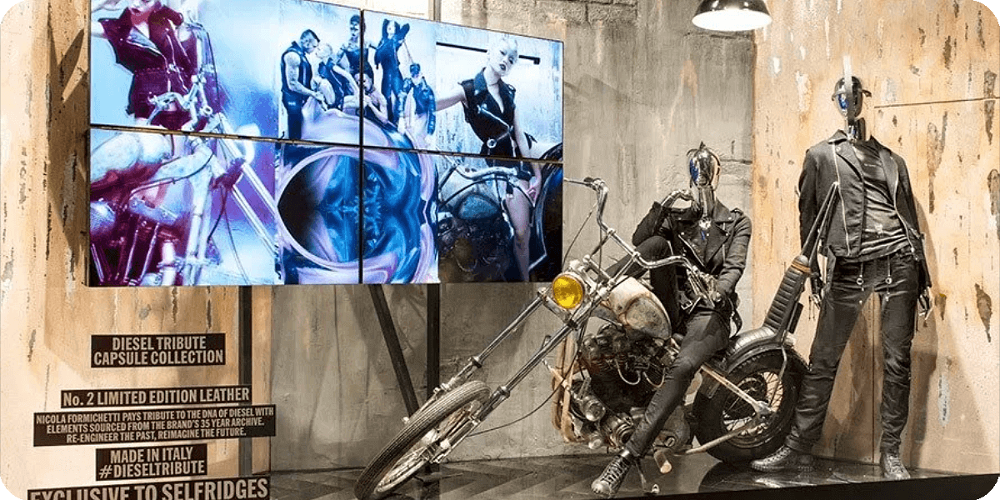 DIESEL TRIBUTE
CAPSULE COLLECTION
No. 2 LIMITED EDITION LEATHER
NICOLA FORMICHETTI PAYS TRIBUTE TO THE DNA OF DIESEL WITH
ELEMENTS SOURCED FROM THE BRAND'S 35 YEAR ARCHIVE.
RE-ENGINEER THE PAST, REIMAGINE THE FUTURE.
MADE IN ITALY
#DIESELTRIBUTE
EXCLUSIVE TO SELFRIDGES